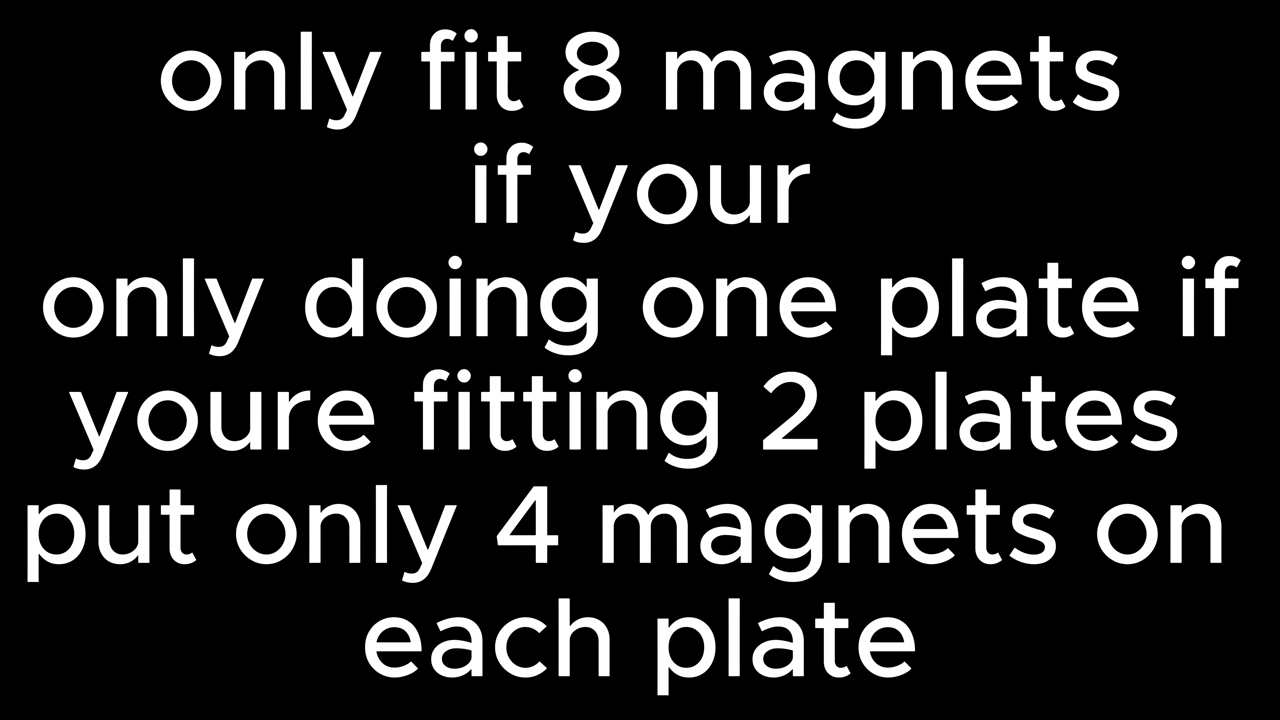 only fit 8 magnets
if your
only doing one plate if
youre fitting 2 plates
put only 4 magnets on
each plate